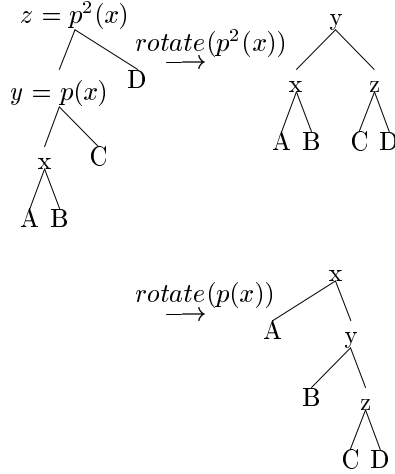 z = p²(x)
rotate(p²(x))
→
y
D
y = p(x)
x
z
C
A B
C D
x
A B
rotate(p(x))
→
x
A
y
B
z
C D